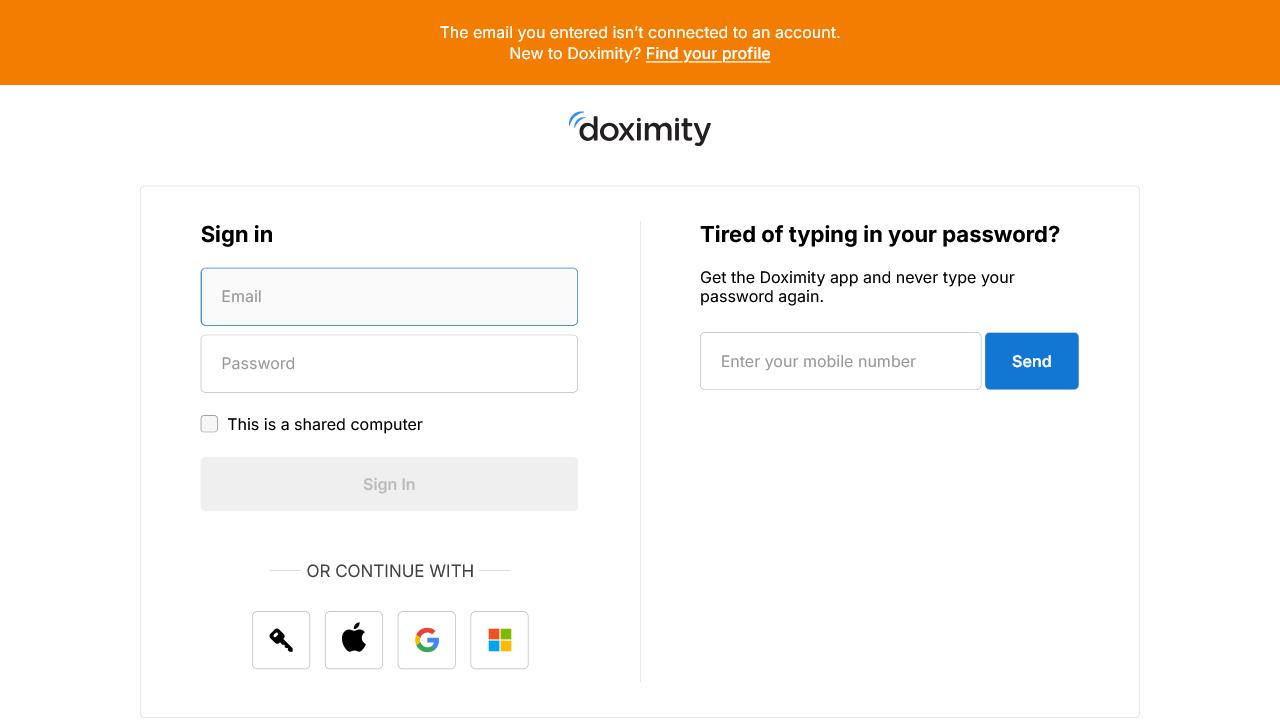 The email you entered isn’t connected to an account.
New to Doximity? Find your profile
doximity
Sign in
Email
Password
This is a shared computer
Sign In
OR CONTINUE WITH
Tired of typing in your password?
Get the Doximity app and never type your
password again.
Enter your mobile number
Send